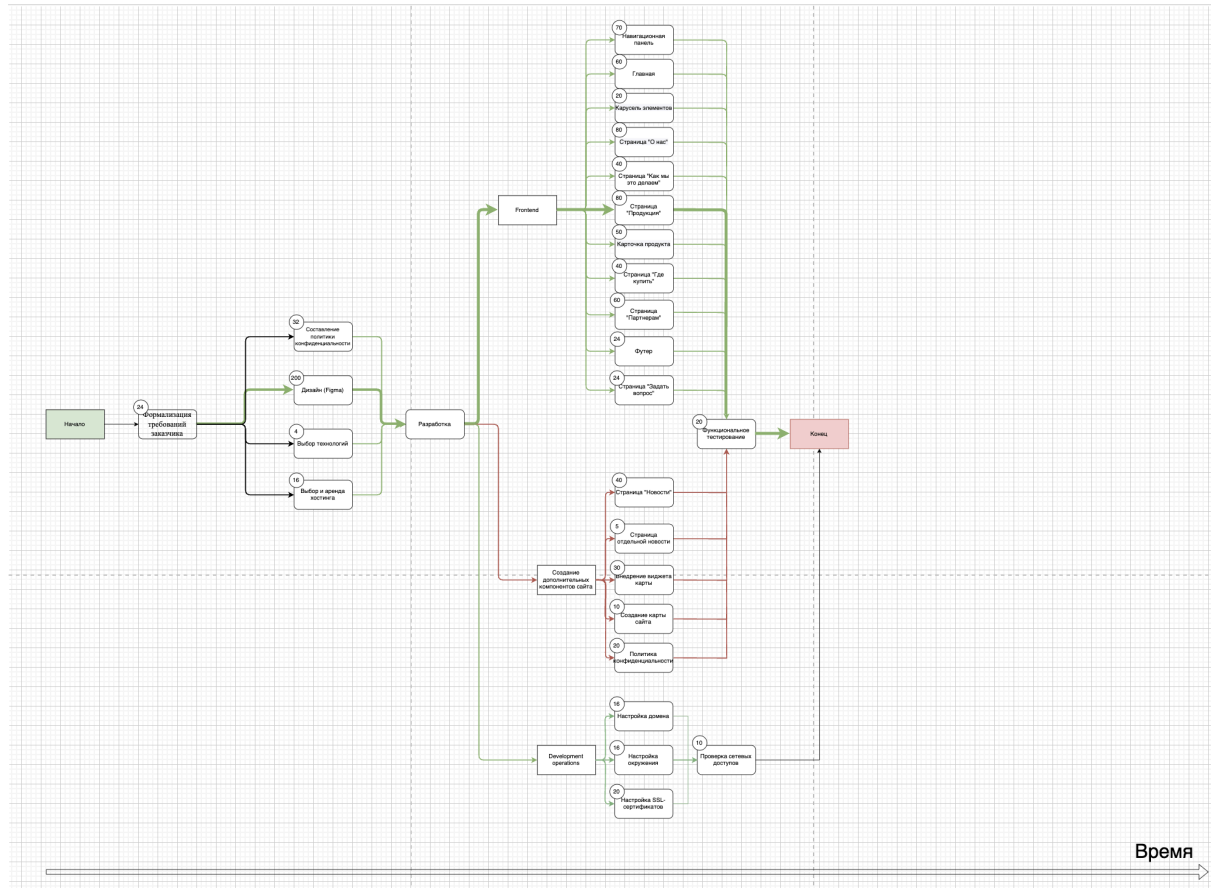 70
Навигационная
панель
60
Главная
20
Карусель элементов
80
Страница "О нас"
40
Страница "Как мы
это делаем"
80
Страница
"Продукция"
Frontend
50
Карточка продукта
40
Страница "Где
купить"
60
Страница
"Партнерам"
24
Футер
24
Страница "Задать
вопрос"
32
Составление
политики
конфиденциальности
200
Дизайн (Figma)
4
Выбор технологий
16
Выбор и аренда
хостинга
Начало
24
Формализация
требований
заказчика
Разработка
20
Функциональное
тестирование
Конец
40
Страница "Новости"
5
Страница
отдельной новости
Создание
дополнительных
компонентов сайта
30
Внедрение виджета
карты
10
Создание карты
сайта
20
Политика
конфиденциальности
16
Настройка домена
Development
operations
16
Настройка
окружения
10
Проверка сетевых
доступов
20
Настройка SSL-
сертификатов
Время